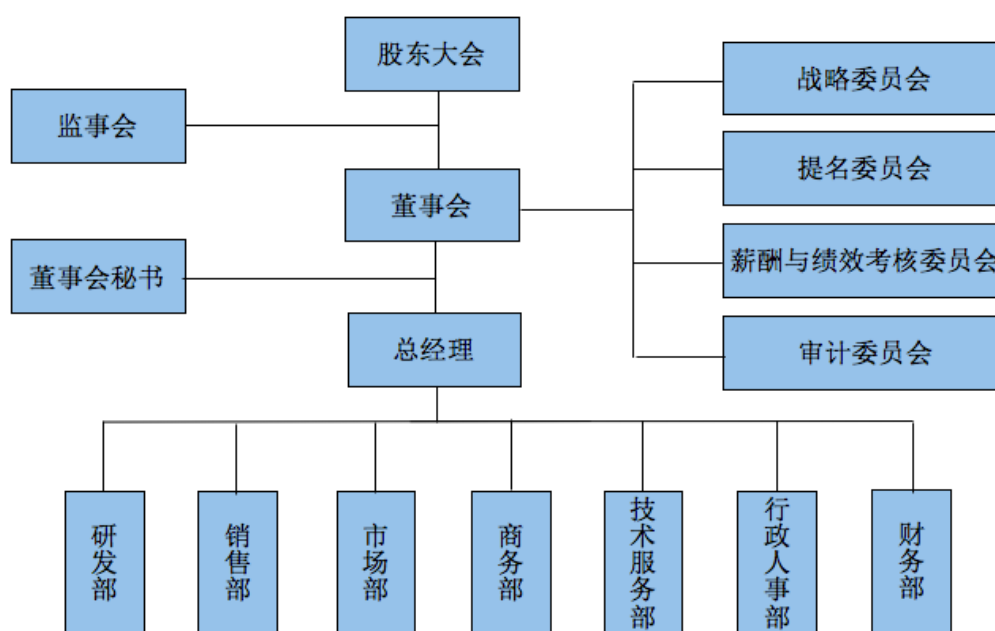 股东大会
战略委员会
监事会
提名委员会
董事会
薪酬与绩效考核委员会
董事会秘书
总经理
审计委员会
研发部
销售部
市场部
商务部
技术服务部
行政人事部
财务部